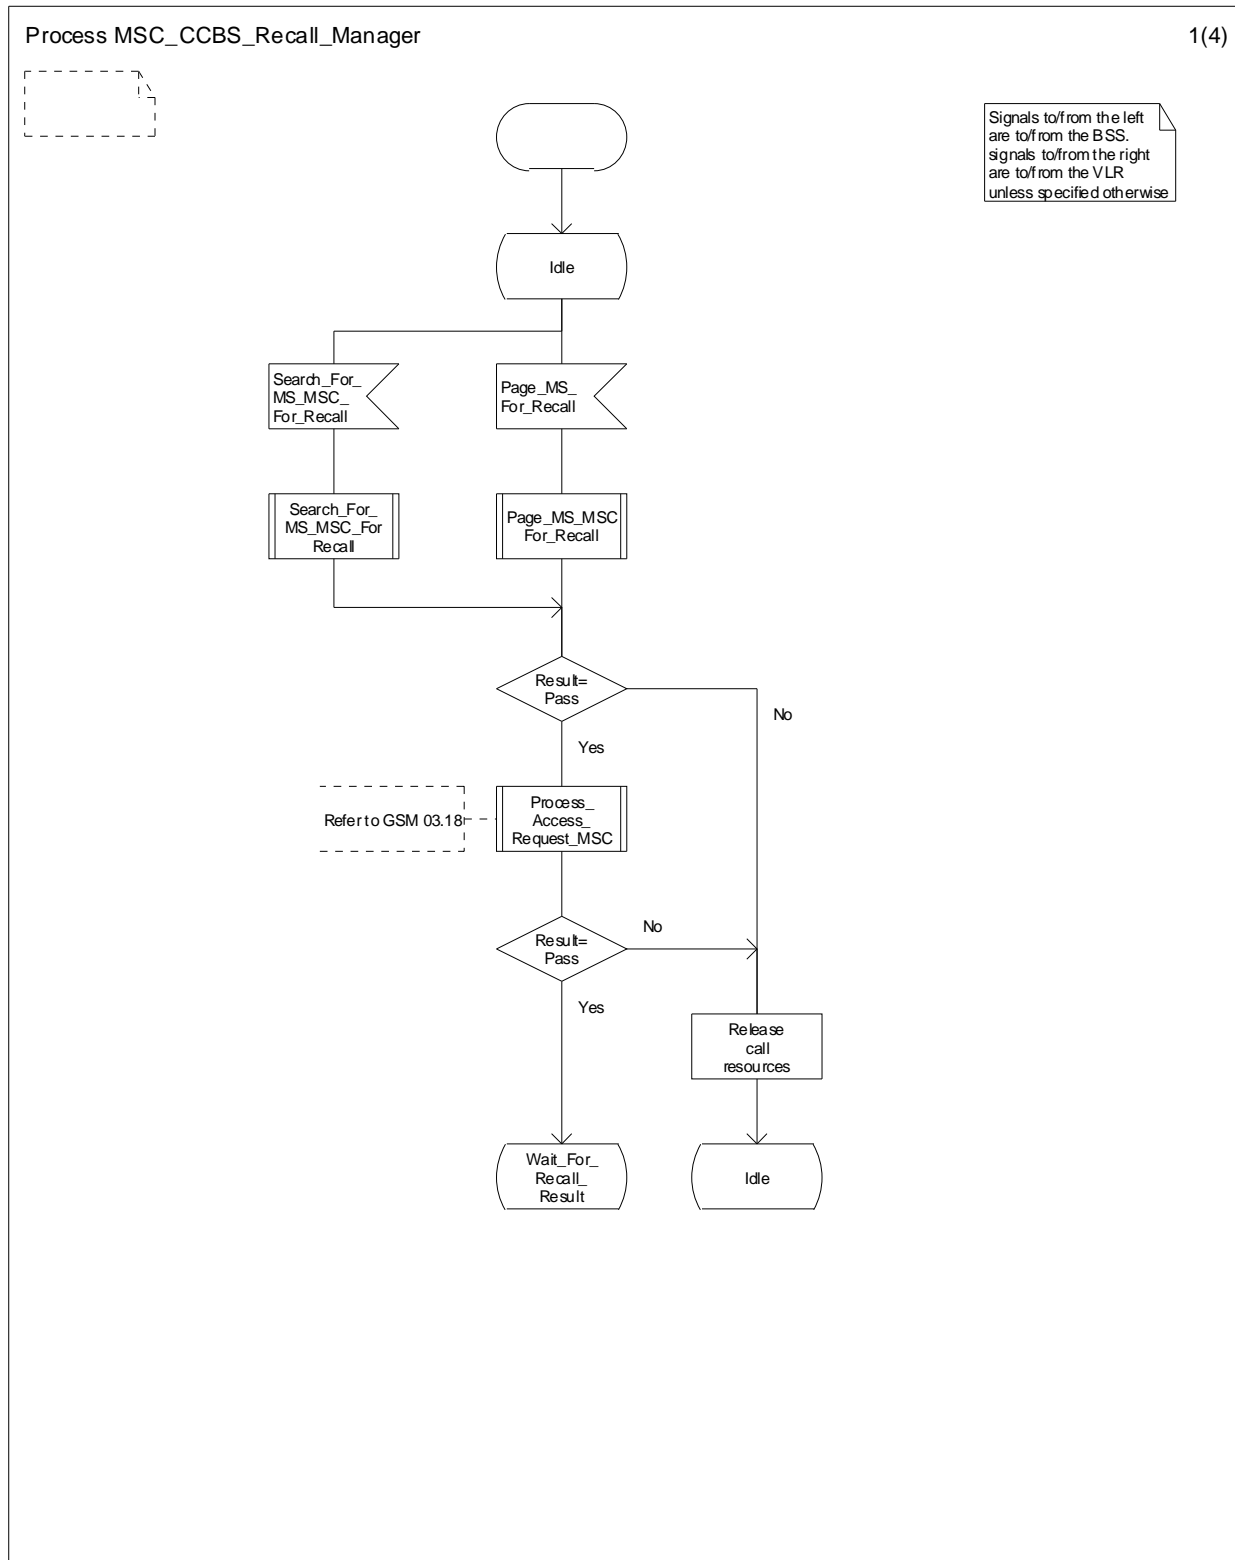 Process MSC_CCBS_Recall_Manager
1(4)
Signals to/from the left
are to/from the BSS.
signals to/from the right
are to/from the VLR
unless specified otherwise
Idle
Search_For_
MS_MSC_
For_Recall
Page_MS_
For_Recall
Search_For_
MS_MSC_For
Recall
Page_MS_MSC
For_Recall
Result=
Pass
No
Yes
Refer to GSM 03.18
Process_
Access_
Request_MSC
Result=
Pass
No
Yes
Release
call
resources
Wait_For_
Recall_
Result
Idle